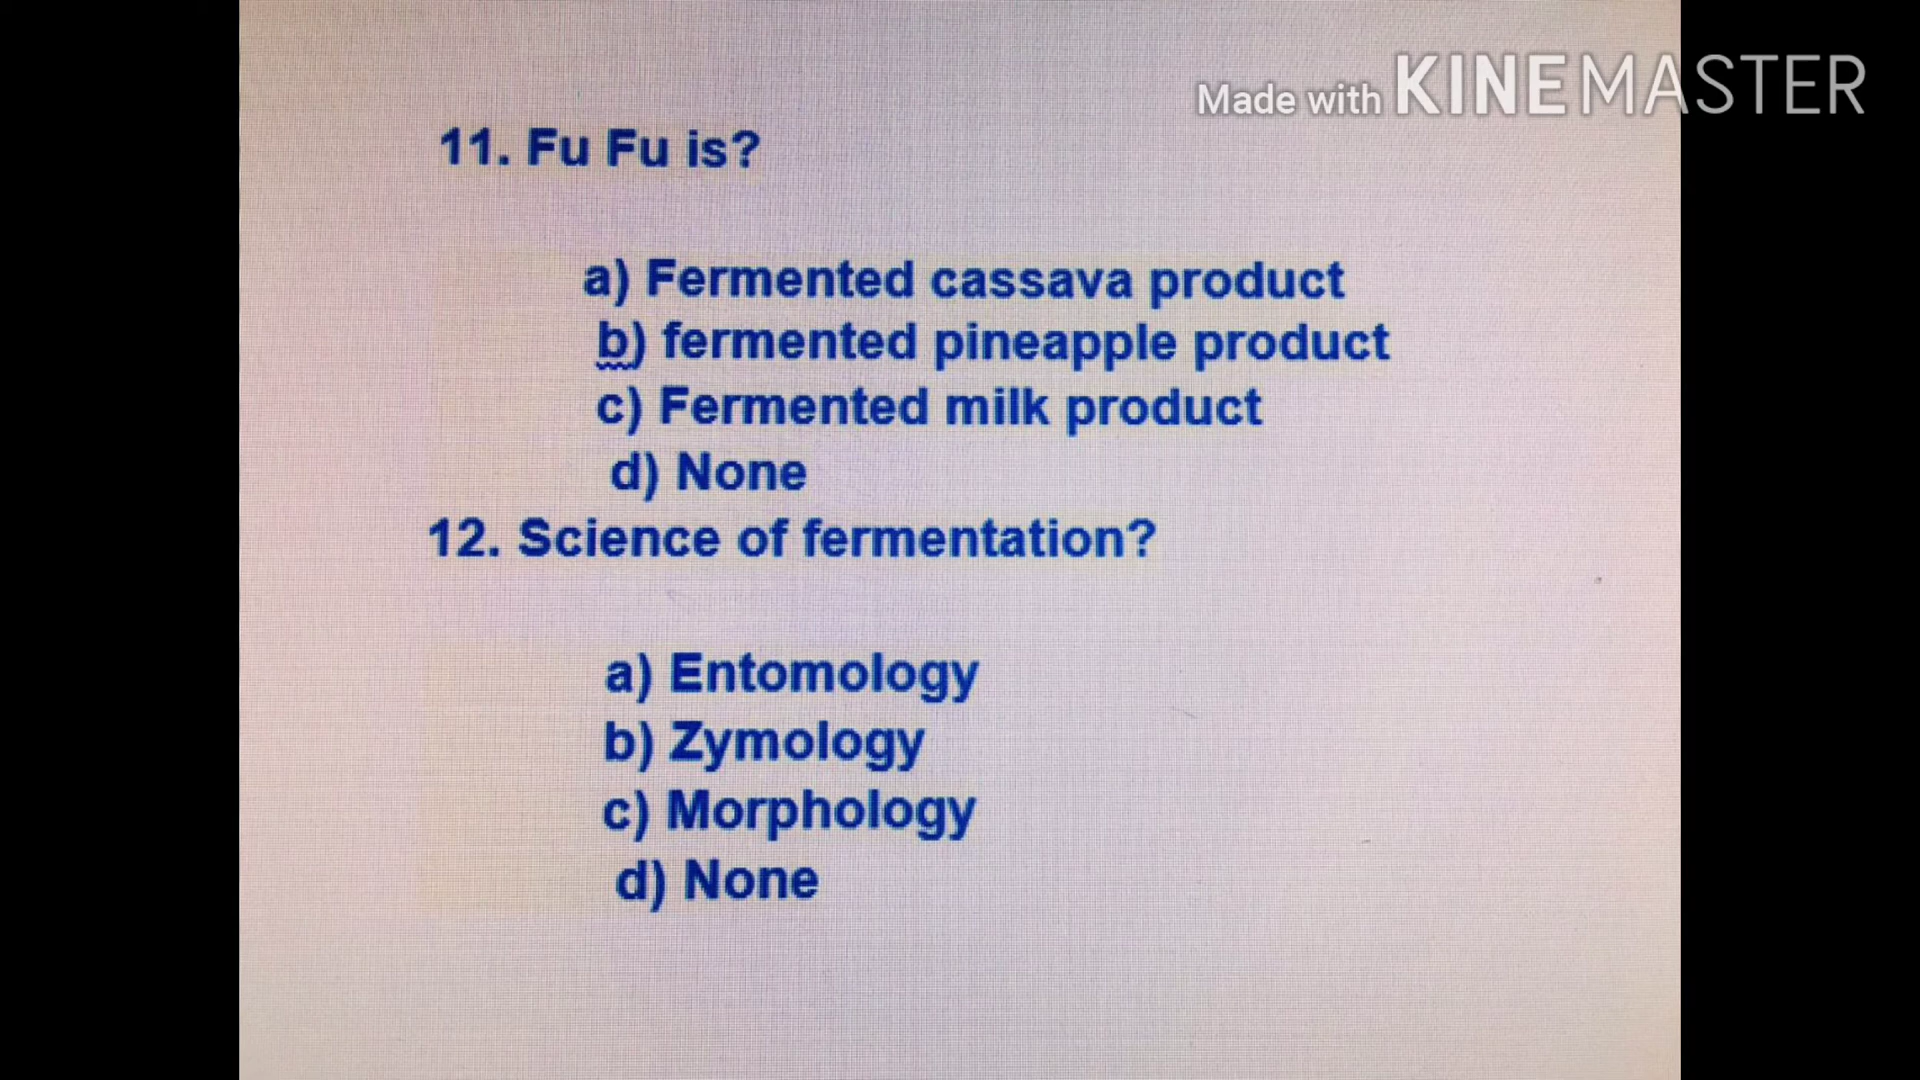 Made with KINEMASTER
11. Fu Fu is?
a) Fermented cassava product
b) fermented pineapple product
c) Fermented milk product
d) None
12. Science of fermentation?
a) Entomology
b) Zymology
c) Morphology
d) None